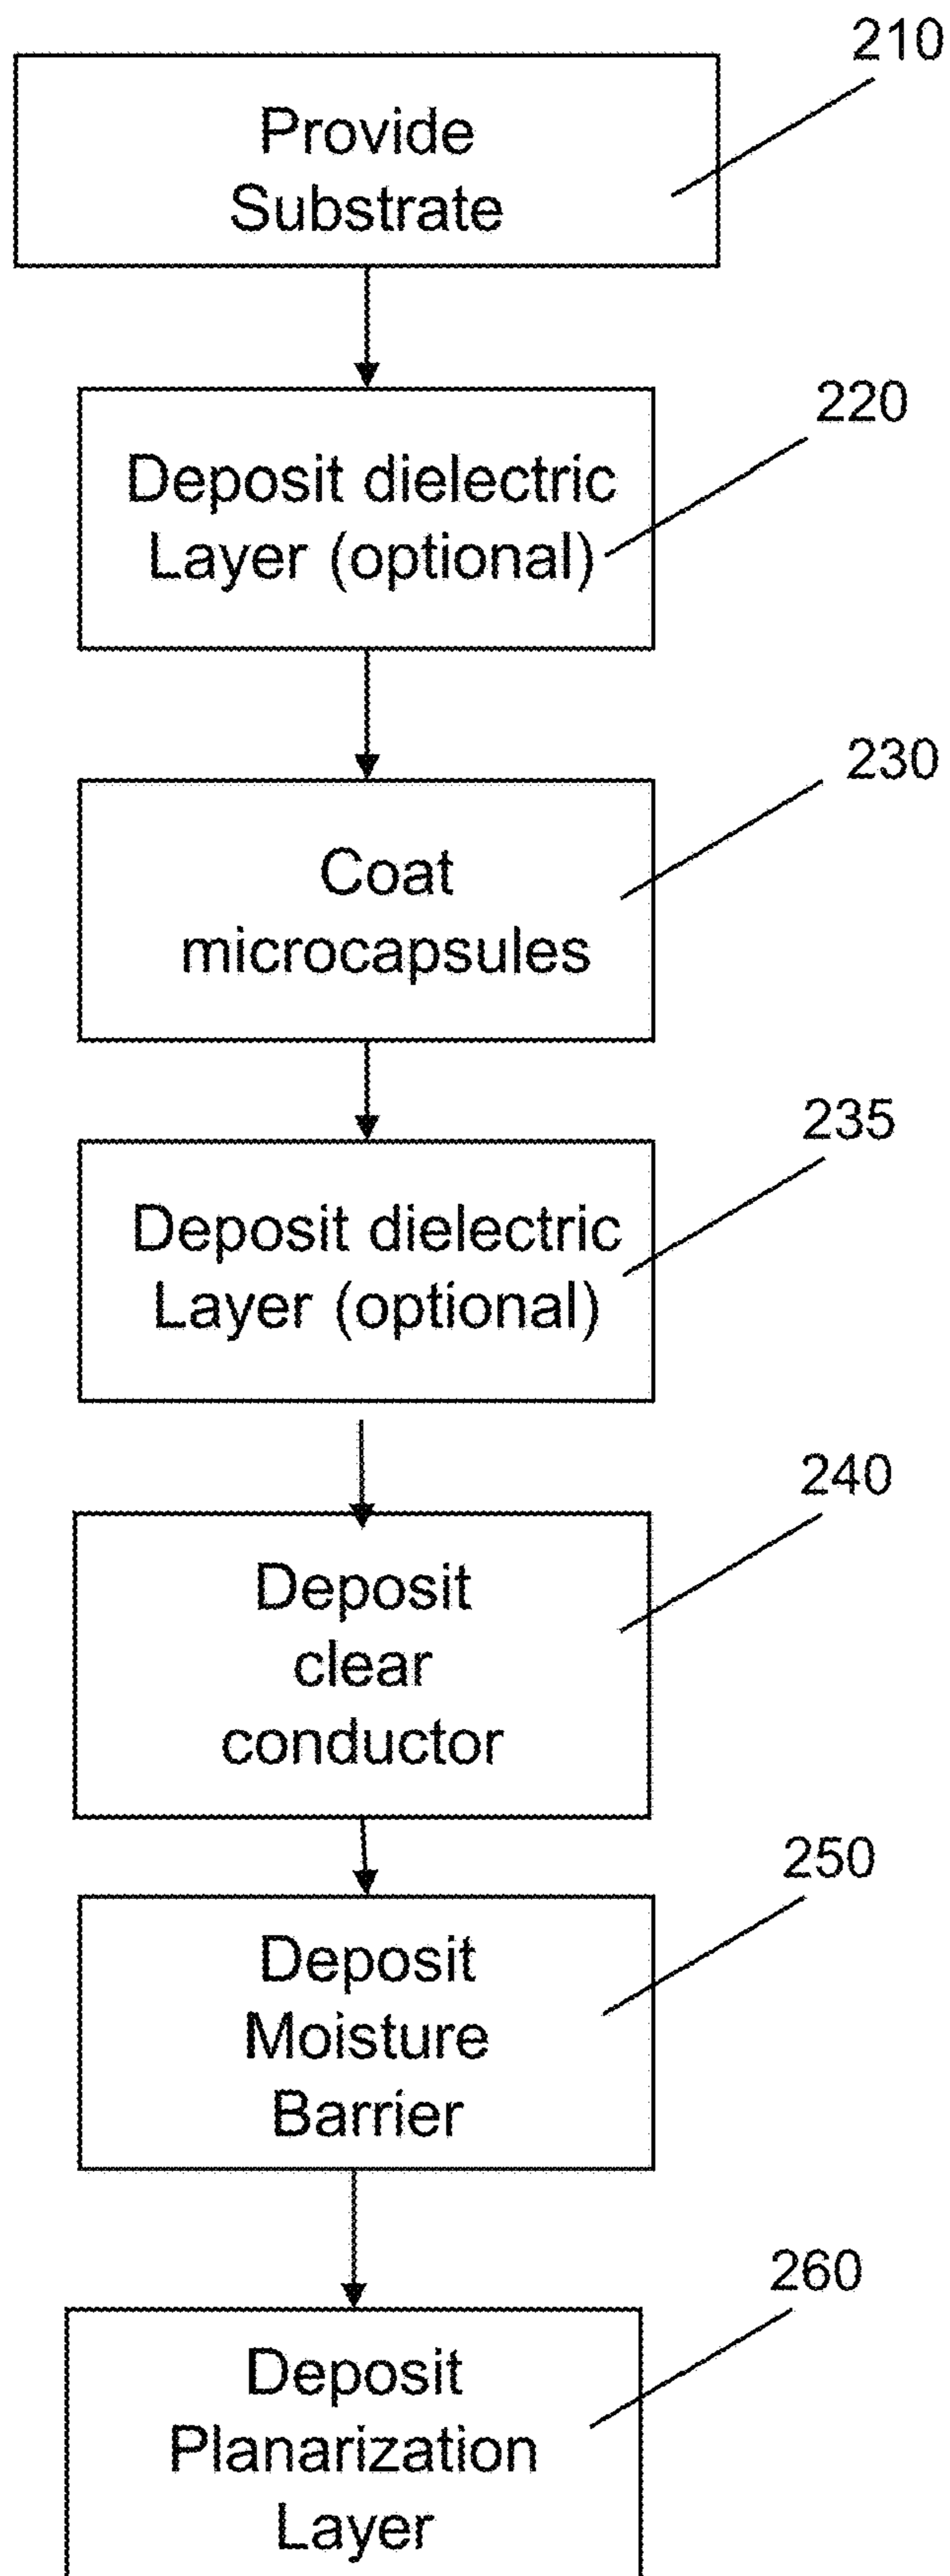 210
Provide
Substrate
220
Deposit dielectric
Layer (optional)
230
Coat
microcapsules
235
Deposit dielectric
Layer (optional)
240
Deposit
clear
conductor
250
Deposit
Moisture
Barrier
260
Deposit
Planarization
Layer